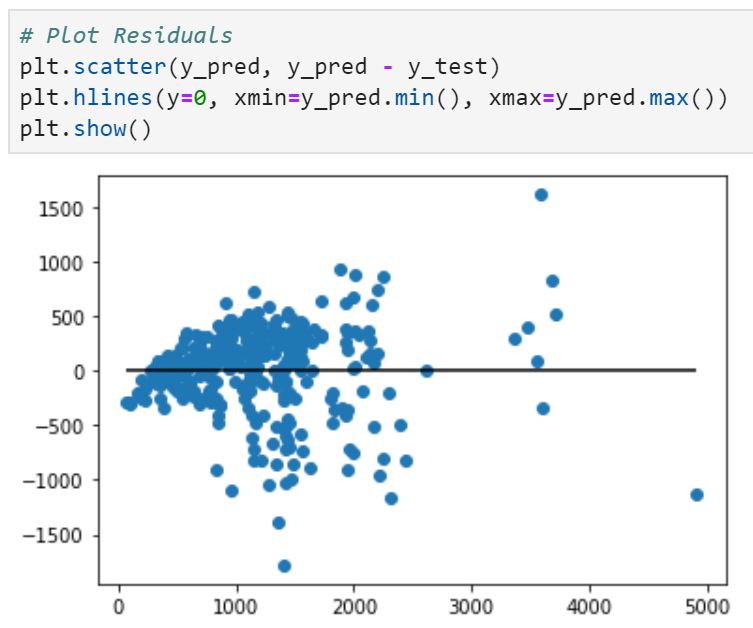 # Plot Residuals
plt.scatter(y_pred, y_pred - y_test)
plt.hlines(y=0, xmin=y_pred.min(), xmax=y_pred.max())
plt.show()
1500
1000
500
0
−500
−1000
−1500
0 1000 2000 3000 4000 5000